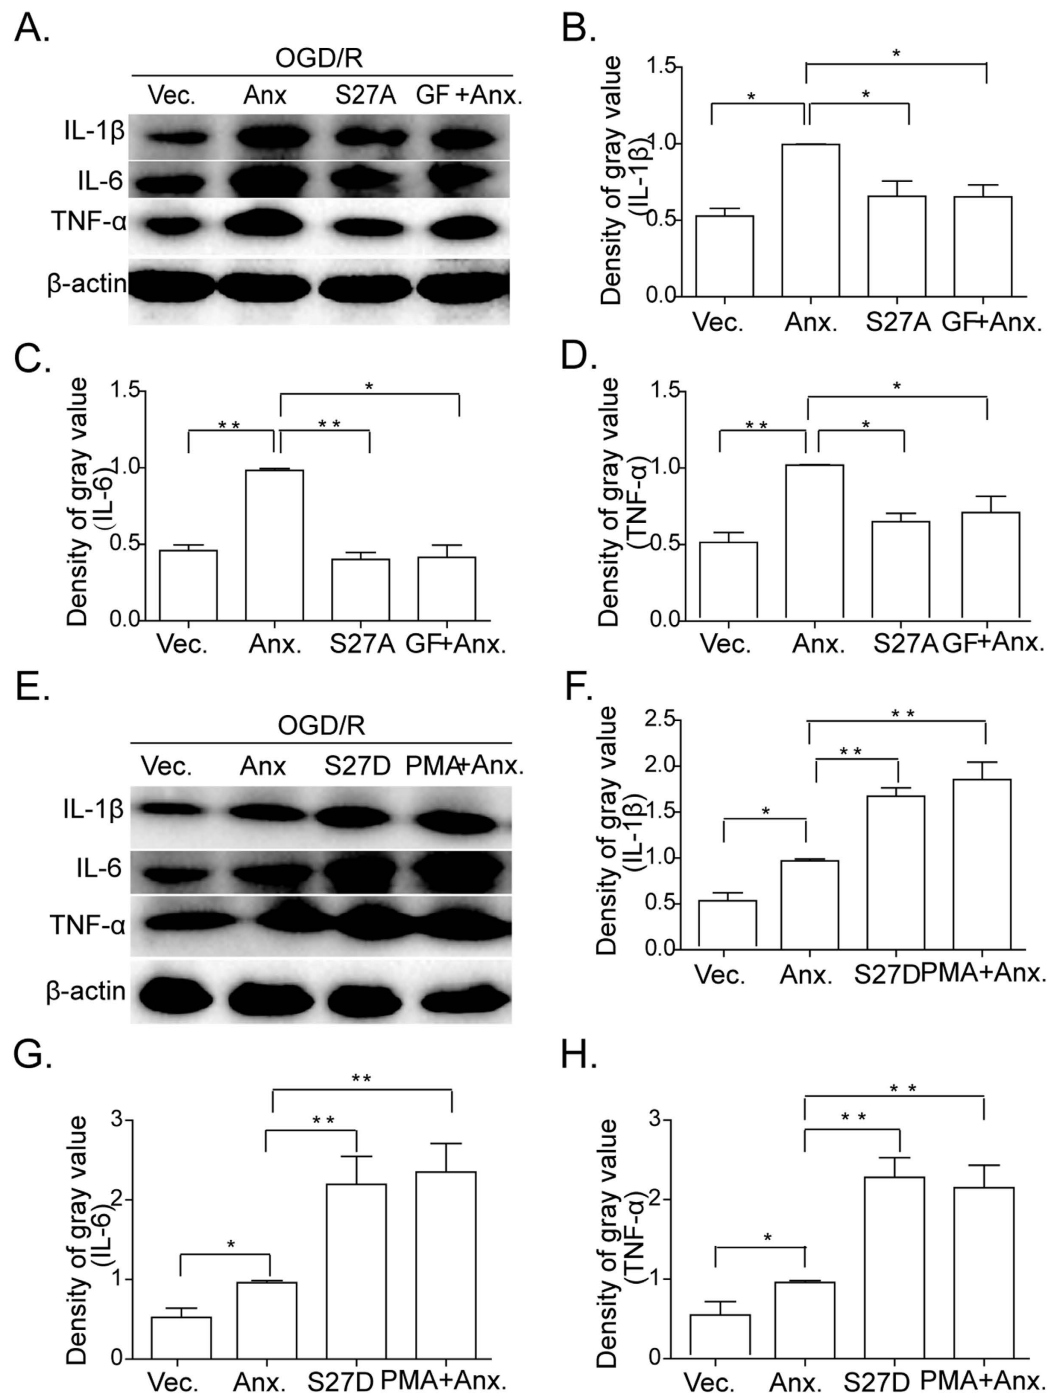 A.
OGD/R
Vec. Anx S27A GF +Anx.
IL-1β
IL-6
TNF-α
β-actin
B.
Density of gray value
(IL-1β)
1.5
*
* *
1.0
0.5
0.0
Vec. Anx. S27A GF+Anx.
C.
Density of gray value
(IL-6)
1.5
*
** **
1.0
0.5
0.0
Vec. Anx. S27A GF+Anx.
D.
Density of gray value
(TNF-α)
1.5
*
** *
1.0
0.5
0.0
Vec. Anx. S27A GF+Anx.
E.
OGD/R
Vec. Anx S27D PMA+Anx.
IL-1β
IL-6
TNF-α
β-actin
F.
Density of gray value
(IL-1β)
2.5
**
2.0
**
1.5
*
1.0
0.5
0.0
Vec. Anx. S27D PMA+Anx.
G.
Density of gray value
(IL-6)
**
3
**
2
*
1
0
Vec. Anx. S27D PMA+Anx.
H.
Density of gray value
(TNF-α)
**
3
**
2
*
1
0
Vec. Anx. S27D PMA+Anx.